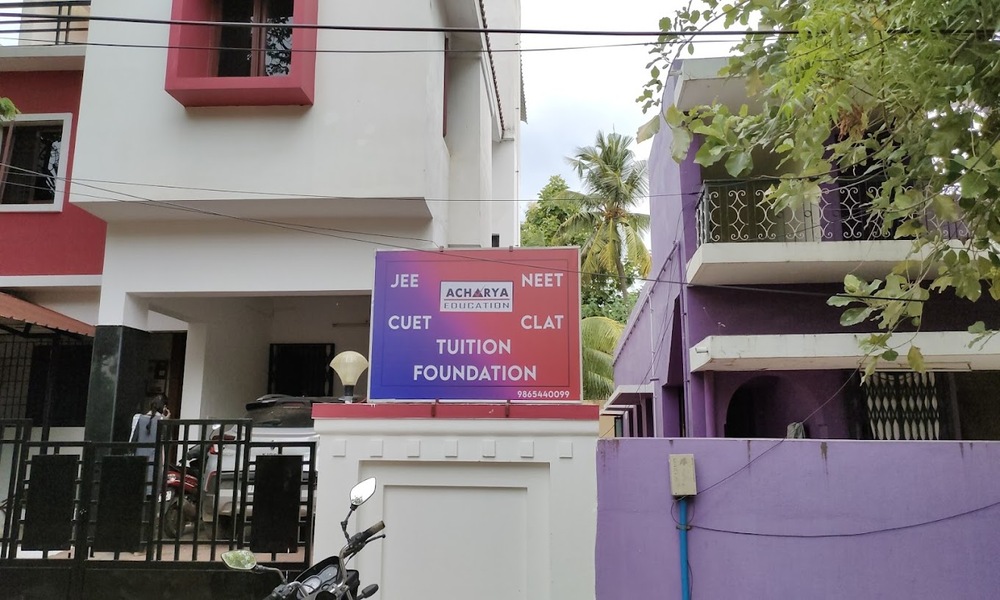 JEE NEET
ACHARYA
EDUCATION
CUET CLAT
TUITION
FOUNDATION
9865440099